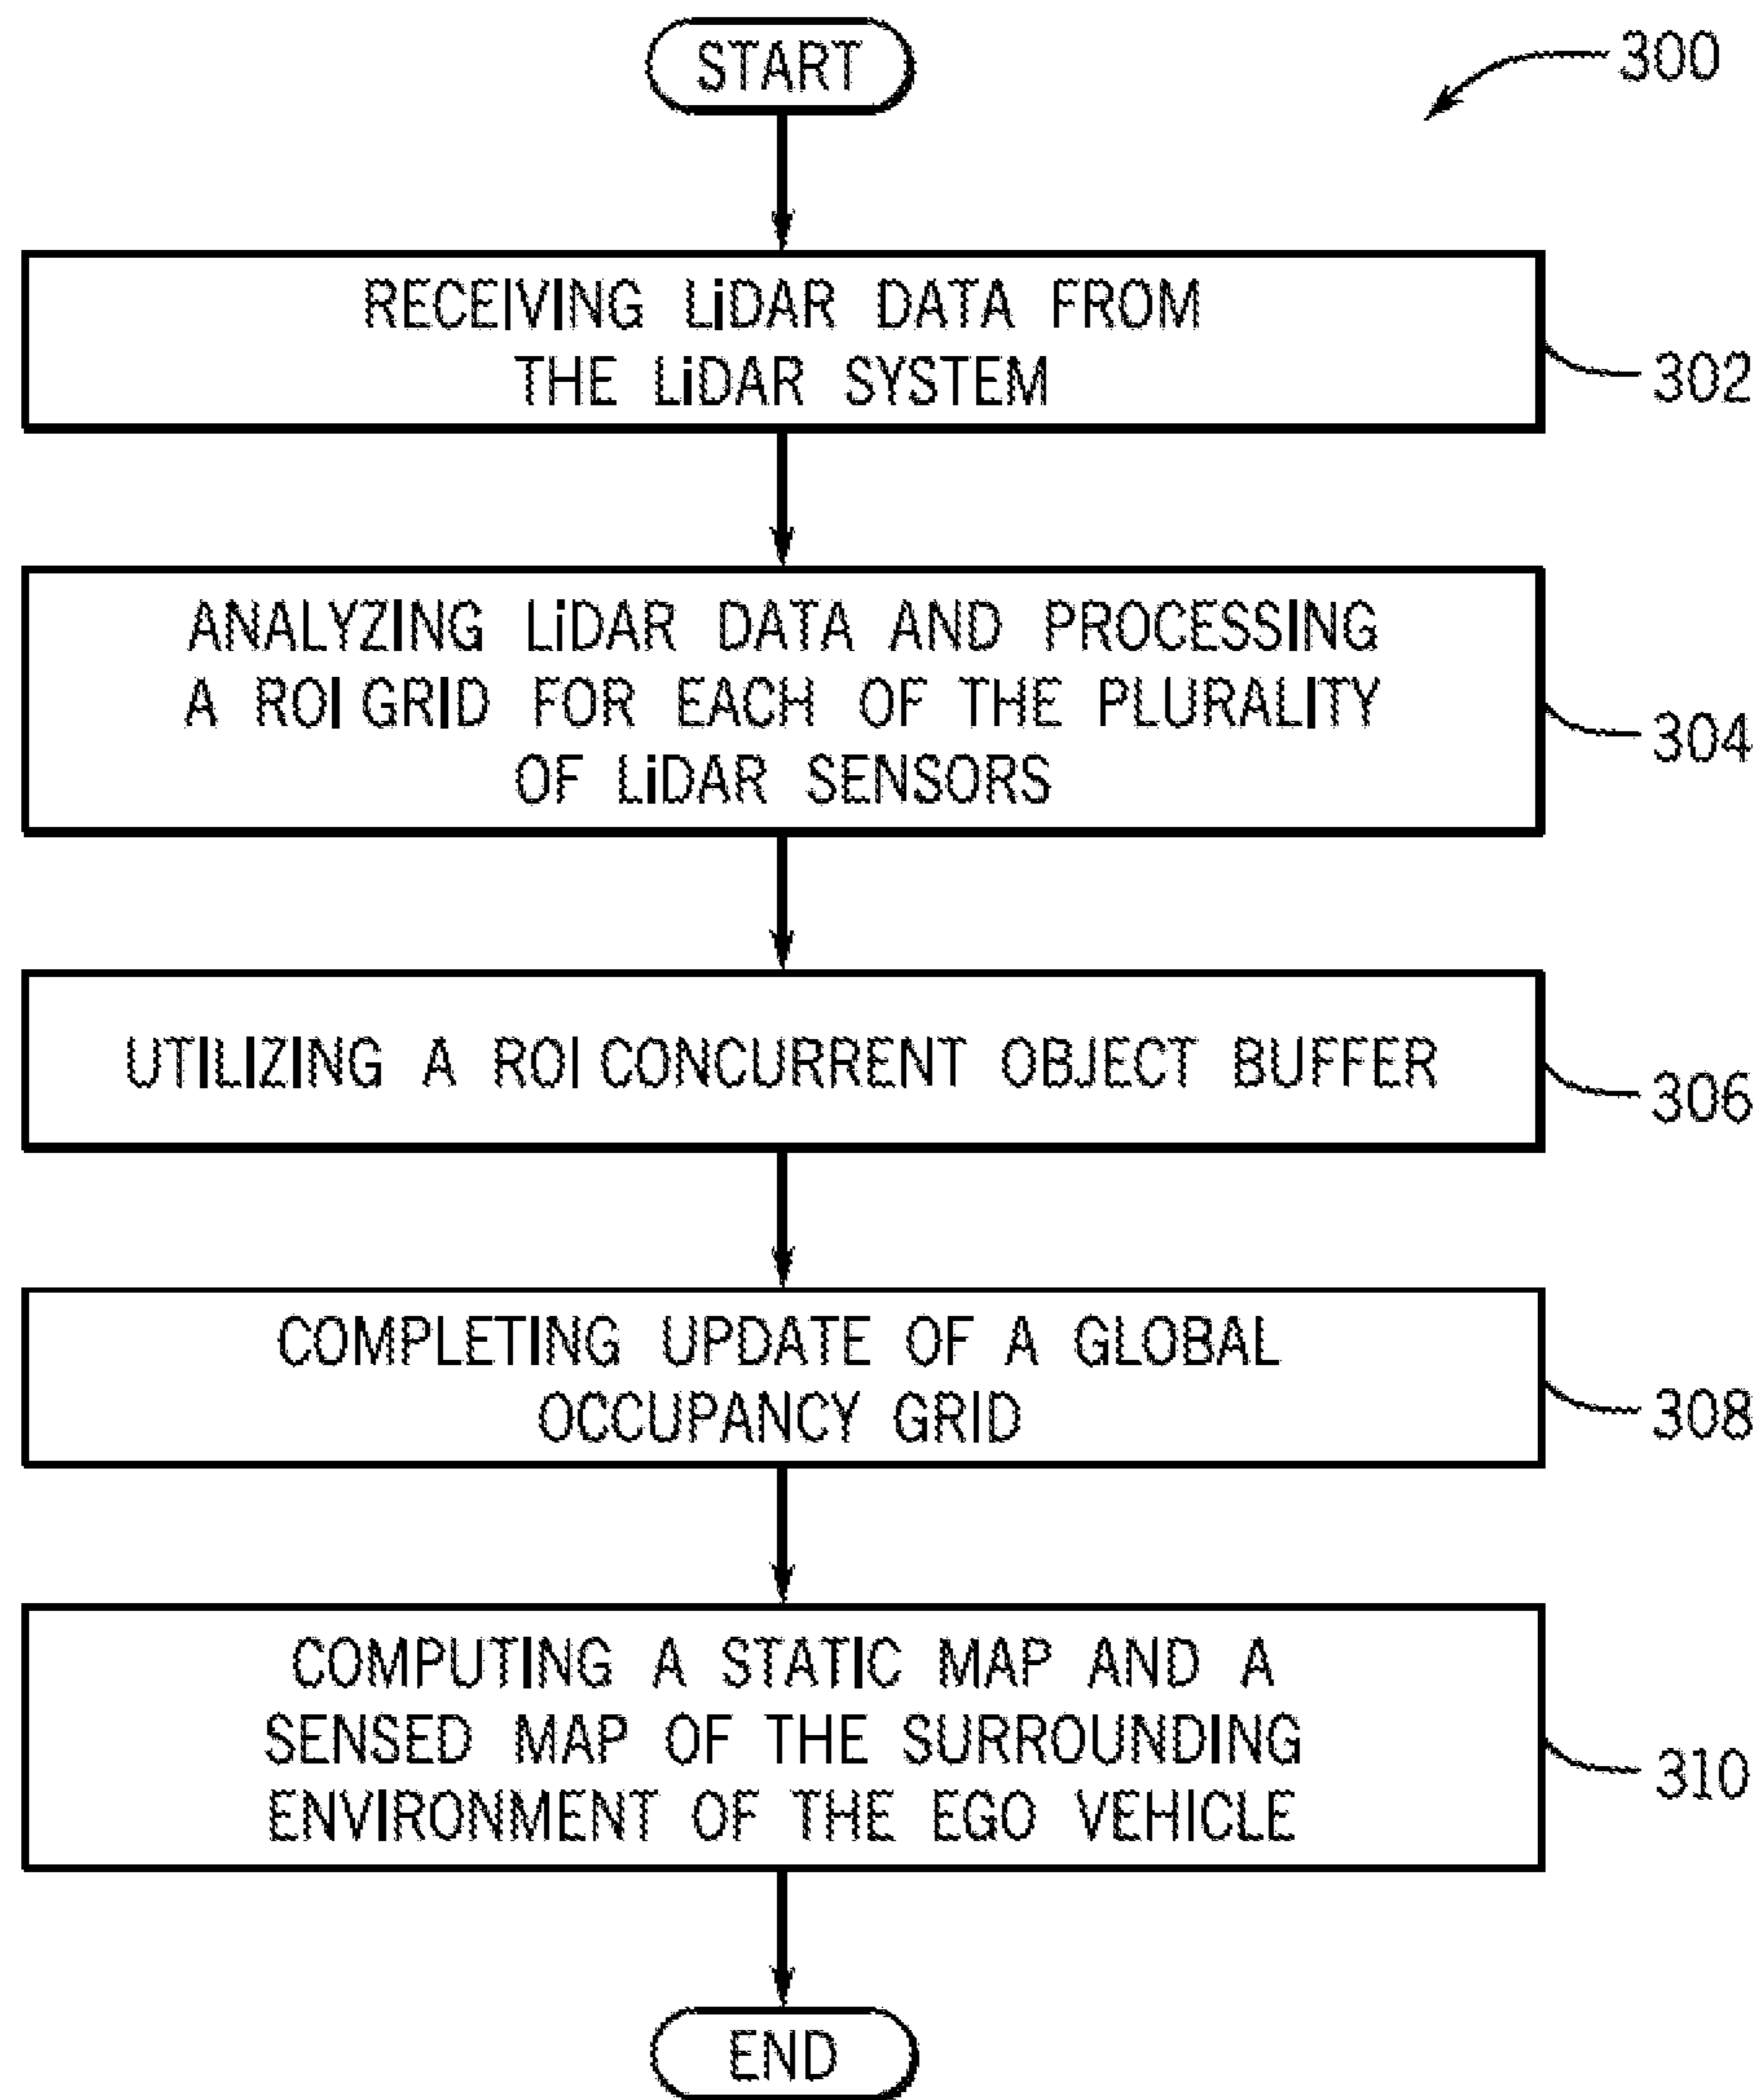 START
300
RECEIVING LiDAR DATA FROM
THE LiDAR SYSTEM
302
ANALYZING LiDAR DATA AND PROCESSING
A ROI GRID FOR EACH OF THE PLURALITY
OF LiDAR SENSORS
304
UTILIZING A ROI CONCURRENT OBJECT BUFFER
306
COMPLETING UPDATE OF A GLOBAL
OCCUPANCY GRID
308
COMPUTING A STATIC MAP AND A
SENSED MAP OF THE SURROUNDING
ENVIRONMENT OF THE EGO VEHICLE
310
END